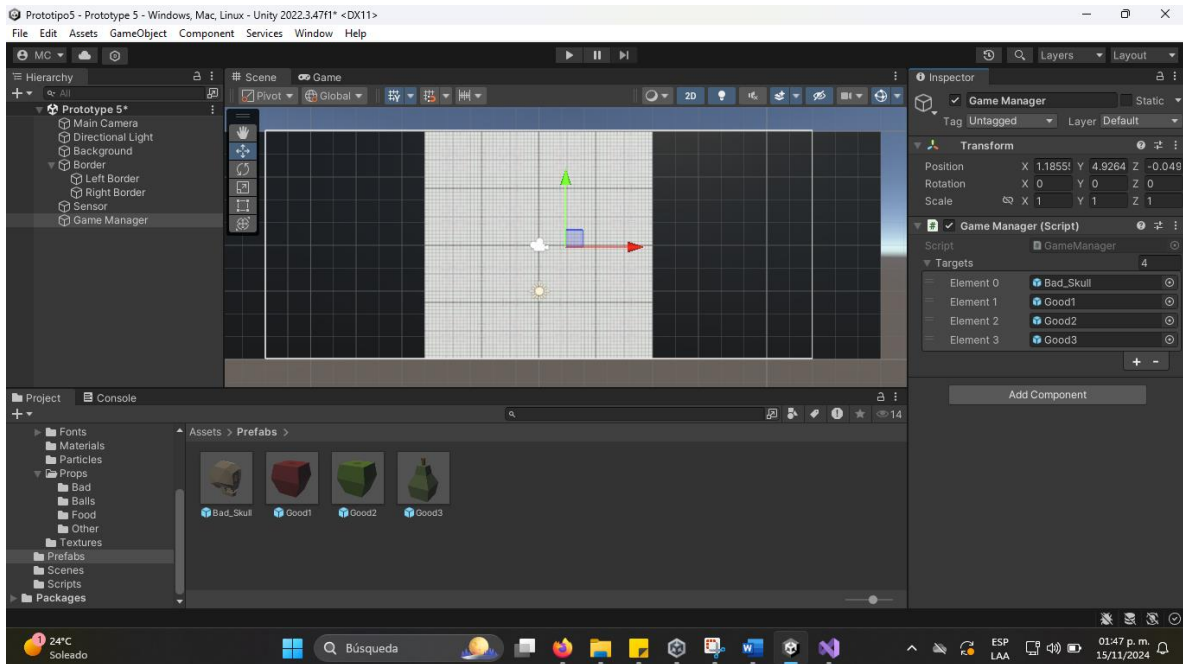 Prototipo5 - Prototype 5 - Windows, Mac, Linux - Unity 2022.3.47f1* <DX11>
File Edit Assets GameObject Component Services Window Help
MC Layers Layout
Hierarchy
All
Prototype 5*
Main Camera
Directional Light
Background
Border
Left Border
Right Border
Sensor
Game Manager
Scene Game
Pivot Global 2D
Inspector
Game Manager Static
Tag Untagged Layer Default
Transform
Position X 1.1855 Y 4.9264 Z -0.049
Rotation X 0 Y 0 Z 0
Scale X 1 Y 1 Z 1
# Game Manager (Script)
Script GameManager
Targets 4
Element 0 Bad_Skull
Element 1 Good1
Element 2 Good2
Element 3 Good3
+ -
Add Component
Project Console
14
Fonts
Materials
Particles
Props
Bad
Balls
Food
Other
Textures
Prefabs
Scenes
Scripts
Packages
Assets > Prefabs >
Bad_Skull Good1 Good2 Good3
1 24°C
Soleado
Búsqueda
ESP
LAA
01:47 p. m.
15/11/2024